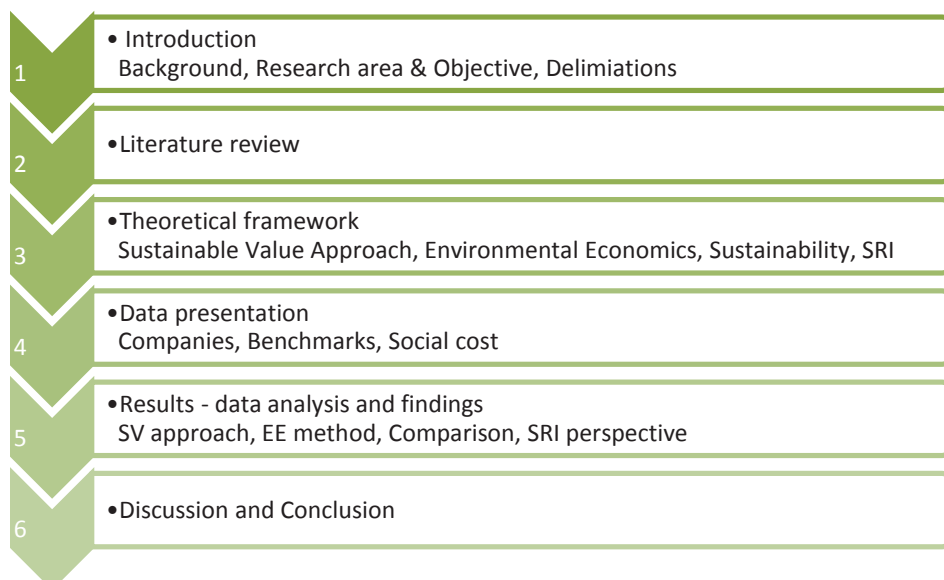 1
• Introduction
Background, Research area & Objective, Delimiations
2
•Literature review
3
•Theoretical framework
Sustainable Value Approach, Environmental Economics, Sustainability, SRI
4
•Data presentation
Companies, Benchmarks, Social cost
5
•Results - data analysis and findings
SV approach, EE method, Comparison, SRI perspective
6
•Discussion and Conclusion